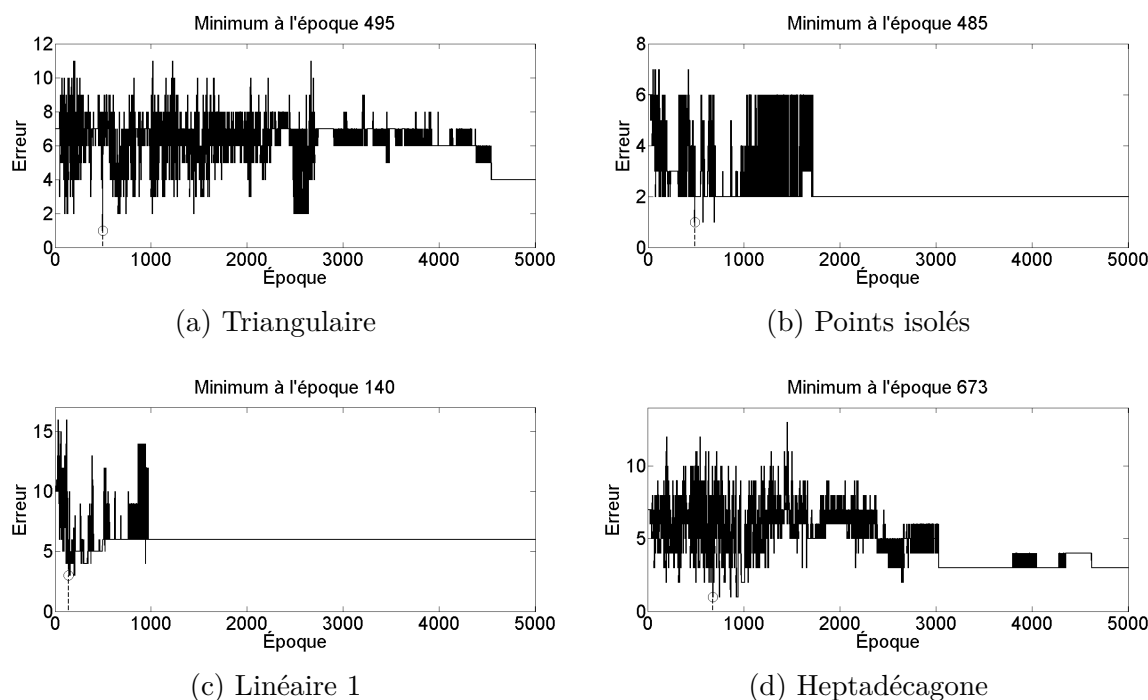 Minimum à l'époque 495
Erreur
12
10
8
6
4
2
0
0 1000 2000 3000 4000 5000
Époque
(a) Triangulaire
Minimum à l'époque 485
Erreur
8
6
4
2
0
0 1000 2000 3000 4000 5000
Époque
(b) Points isolés
Minimum à l'époque 140
Erreur
15
10
5
0
0 1000 2000 3000 4000 5000
Époque
(c) Linéaire 1
Minimum à l'époque 673
Erreur
10
5
0
0 1000 2000 3000 4000 5000
Époque
(d) Heptadécagone